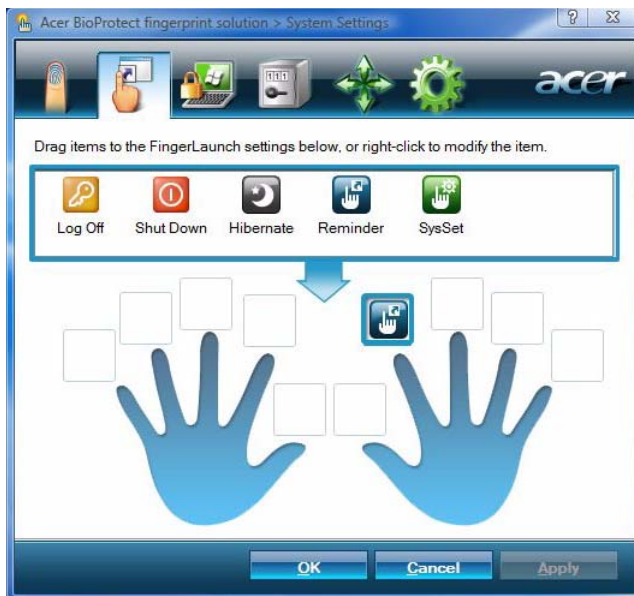 Acer BioProtect fingerprint solution > System Settings
acer
Drag items to the FingerLaunch settings below, or right-click to modify the item.
Log Off Shut Down Hibernate Reminder SysSet
OK Cancel Apply